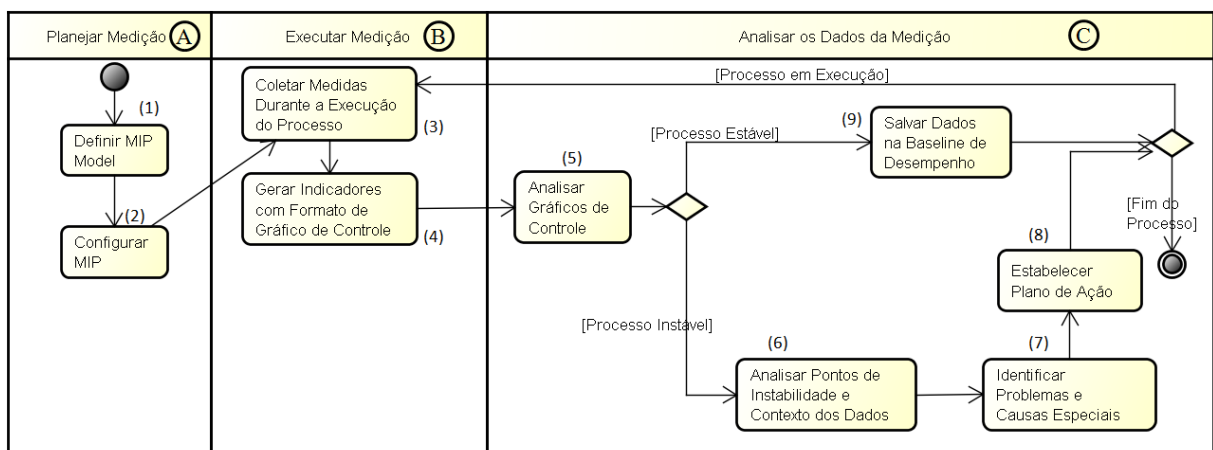 Planejar Medição A
Executar Medição B
Analisar os Dados da Medição C
(1)
Definir MIP
Model
(2)
Configurar
MIP
Coletar Medidas
Durante a Execução
do Processo
(3)
Gerar Indicadores
com Formato de
Gráfico de Controle
(4)
[Processo em Execução]
(5)
Analisar
Gráficos de
Controle
[Processo Estável]
(9)
Salvar Dados
na Baseline de
Desempenho
[Processo Instável]
(6)
Analisar Pontos de
Instabilidade e
Contexto dos Dados
(7)
Identificar
Problemas e
Causas Especiais
(8)
Estabelecer
Plano de Ação
[Fim do
Processo]